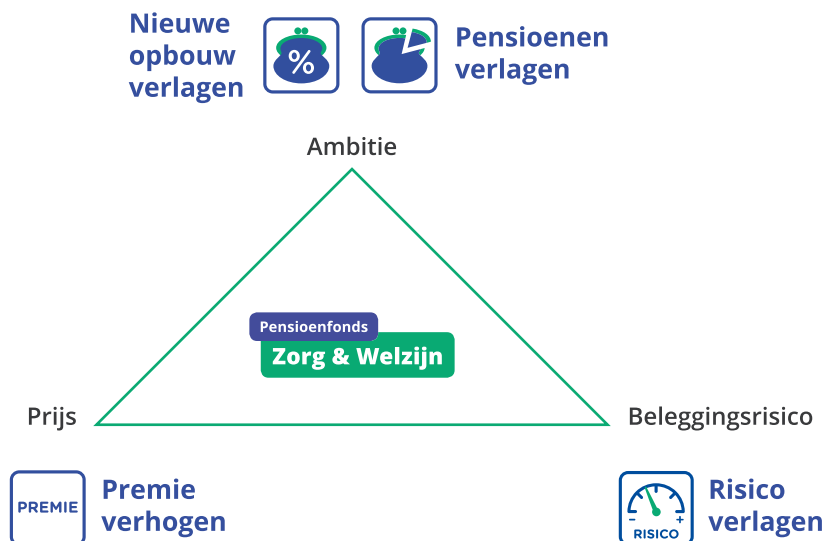 Nieuwe
opbouw
verlagen
%
Pensioenen
verlagen
Ambitie
Pensioenfonds
Zorg & Welzijn
Prijs
Beleggingsrisico
PREMIE
Premie
verhogen
- +
RISICO
Risico
verlagen